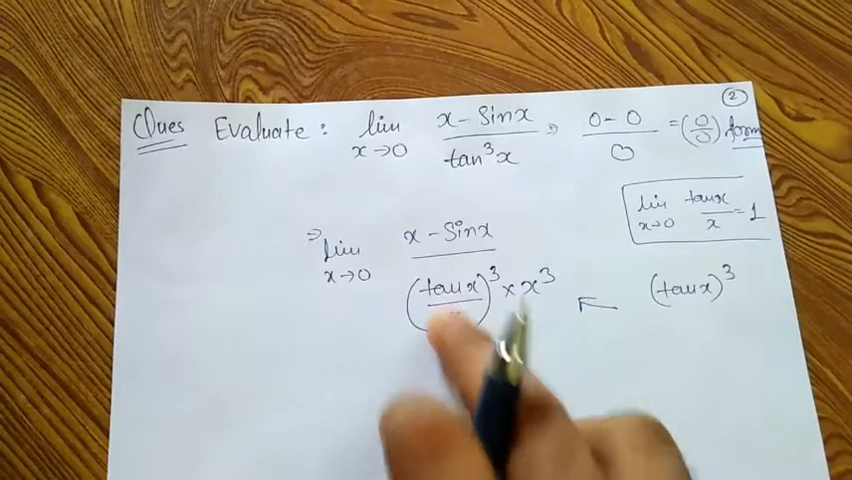 ②
Ques Evaluate: lim x→0 x - Sinx / tan³x ⇒ 0-0 / 0 = (0/0) form
lim x→0 tanx / x = 1
⇒ lim x→0 x - Sinx / (tanx / )³ × x³ ← (tanx)³